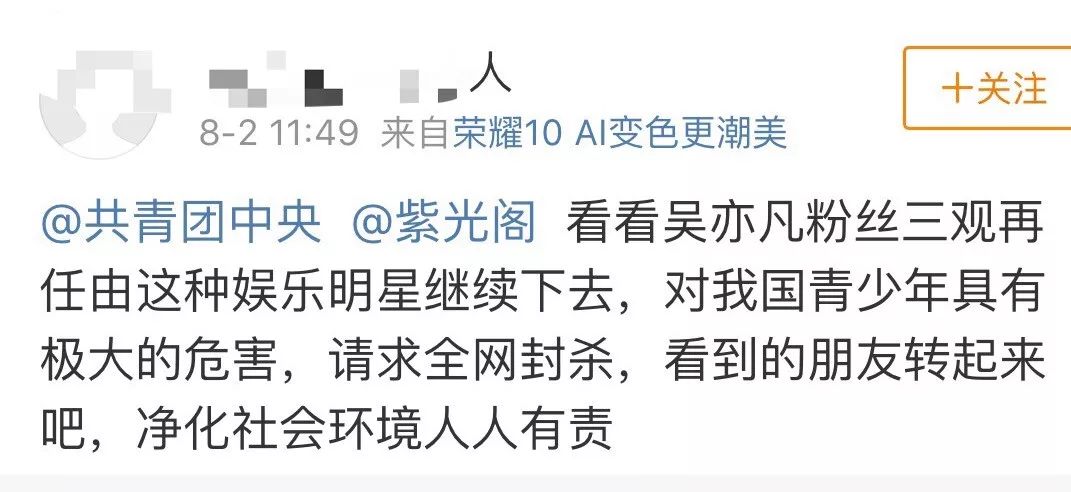 人
+关注
8-2 11:49 来自荣耀10 AI变色更潮美
@共青团中央 @紫光阁 看看吴亦凡粉丝三观再
任由这种娱乐明星继续下去，对我国青少年具有
极大的危害，请求全网封杀，看到的朋友转起来
吧，净化社会环境人人有责